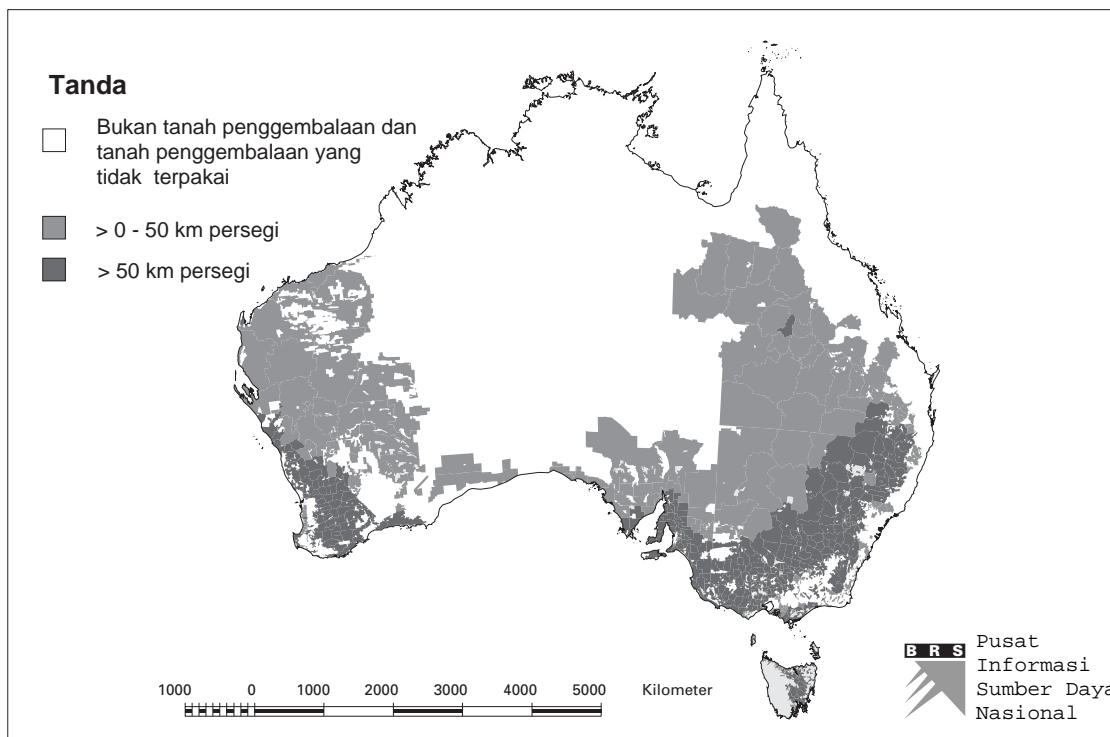 Tanda
Bukan tanah penggembalaan dan
tanah penggembalaan yang
tidak terpakai
> 0 - 50 km persegi
> 50 km persegi
1000 0 1000 2000 3000 4000 5000 Kilometer
B R S
Pusat
Informasi
Sumber Daya
Nasional